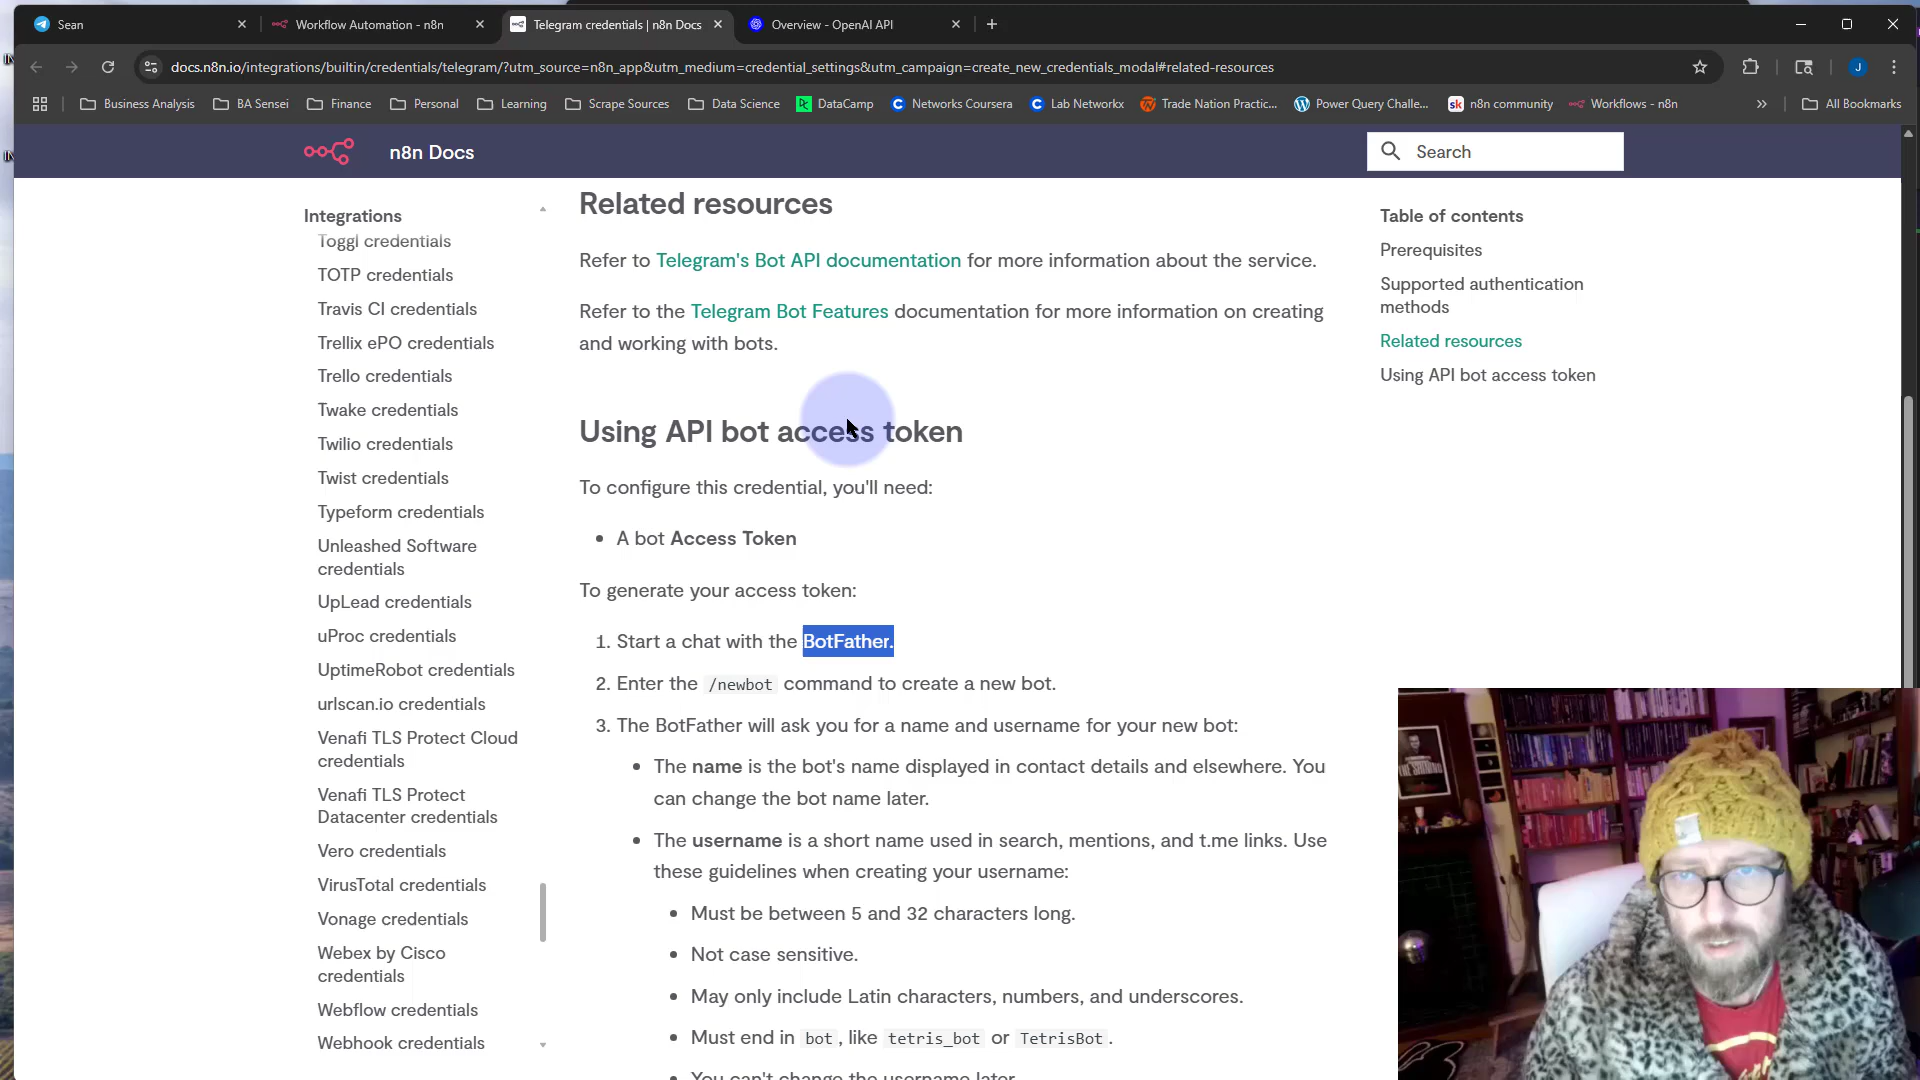 Sean
Workflow Automation - n8n
Telegram credentials | n8n Docs
Overview - OpenAI API
docs.n8n.io/integrations/builtin/credentials/telegram/?utm_source=n8n_app&utm_medium=credential_settings&utm_campaign=create_new_credentials_modal#related-resources
J
Business Analysis
BA Sensei
Finance
Personal
Learning
Scrape Sources
Data Science
DataCamp
Networks Coursera
Lab Networkx
Trade Nation Practic...
Power Query Challe...
sk
n8n community
Workflows - n8n
All Bookmarks
n8n Docs
Search
Integrations
Toggl credentials
TOTP credentials
Travis CI credentials
Trellix ePO credentials
Trello credentials
Twake credentials
Twilio credentials
Twist credentials
Typeform credentials
Unleashed Software
credentials
UpLead credentials
uProc credentials
UptimeRobot credentials
urlscan.io credentials
Venafi TLS Protect Cloud
credentials
Venafi TLS Protect
Datacenter credentials
Vero credentials
VirusTotal credentials
Vonage credentials
Webex by Cisco
credentials
Webflow credentials
Webhook credentials
Related resources
Refer to Telegram's Bot API documentation for more information about the service.
Refer to the Telegram Bot Features documentation for more information on creating
and working with bots.
Using API bot access token
To configure this credential, you'll need:
• A bot Access Token
To generate your access token:
1. Start a chat with the BotFather.
2. Enter the /newbot command to create a new bot.
3. The BotFather will ask you for a name and username for your new bot:
• The name is the bot's name displayed in contact details and elsewhere. You
can change the bot name later.
• The username is a short name used in search, mentions, and t.me links. Use
these guidelines when creating your username:
• Must be between 5 and 32 characters long.
• Not case sensitive.
• May only include Latin characters, numbers, and underscores.
• Must end in bot, like tetris_bot or TetrisBot.
• You can't change the username later.
Table of contents
Prerequisites
Supported authentication
methods
Related resources
Using API bot access token